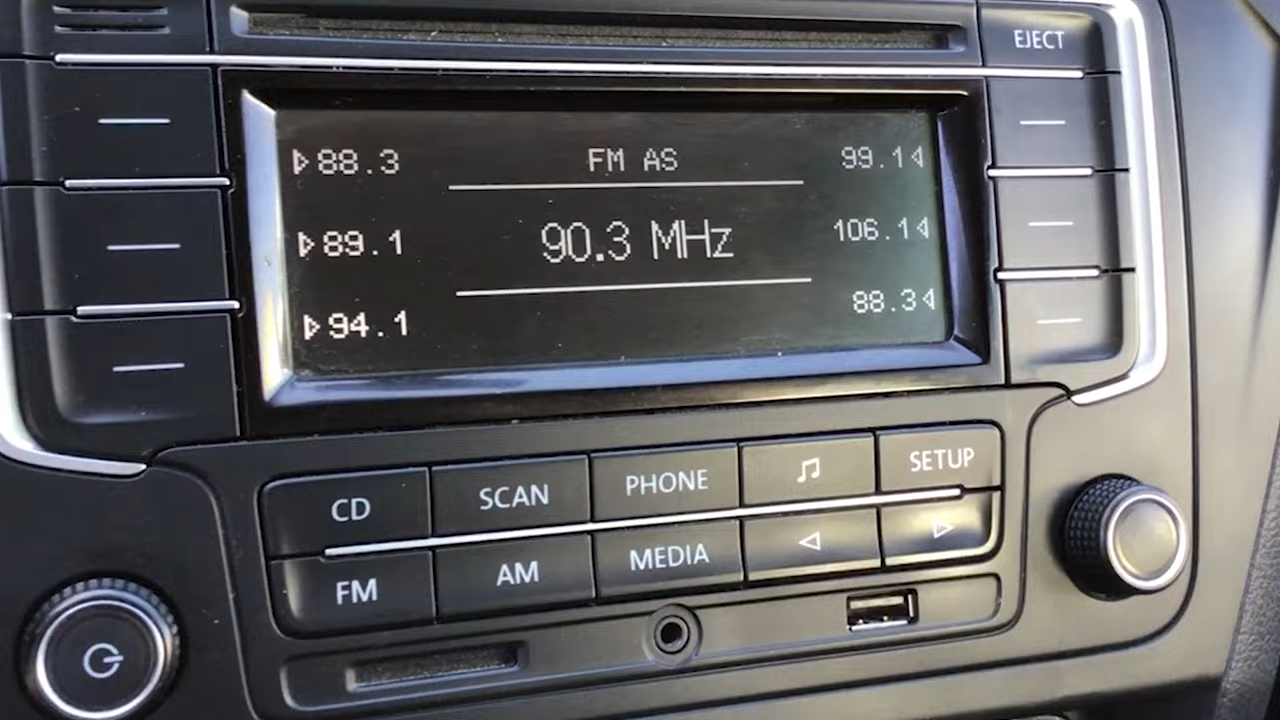 EJECT
▷88.3 FM AS 99.1◁
▷89.1 90.3 MHz 106.1◁
▷94.1 88.3◁
CD SCAN PHONE SETUP
FM AM MEDIA